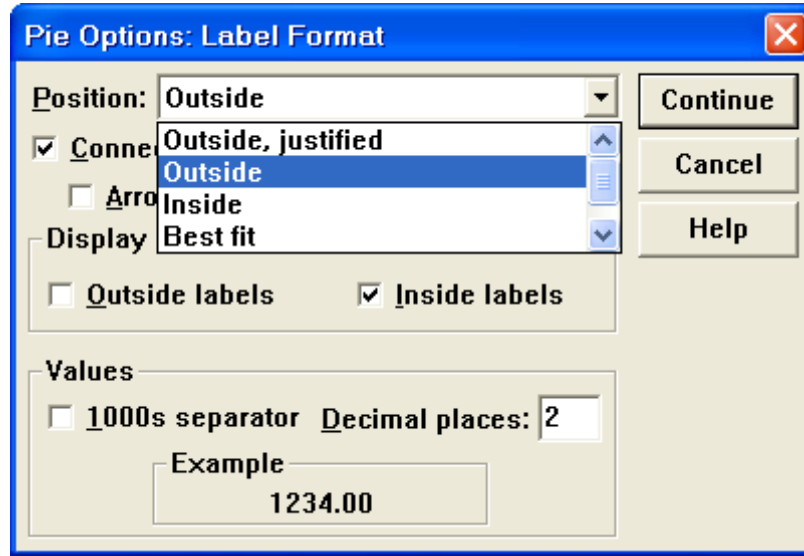 Pie Options: Label Format
Position: Outside
Continue
Outside, justified
Outside
Inside
Best fit
Cancel
Help
Display
Outside labels Inside labels
Values
1000s separator Decimal places: 2
Example
1234.00